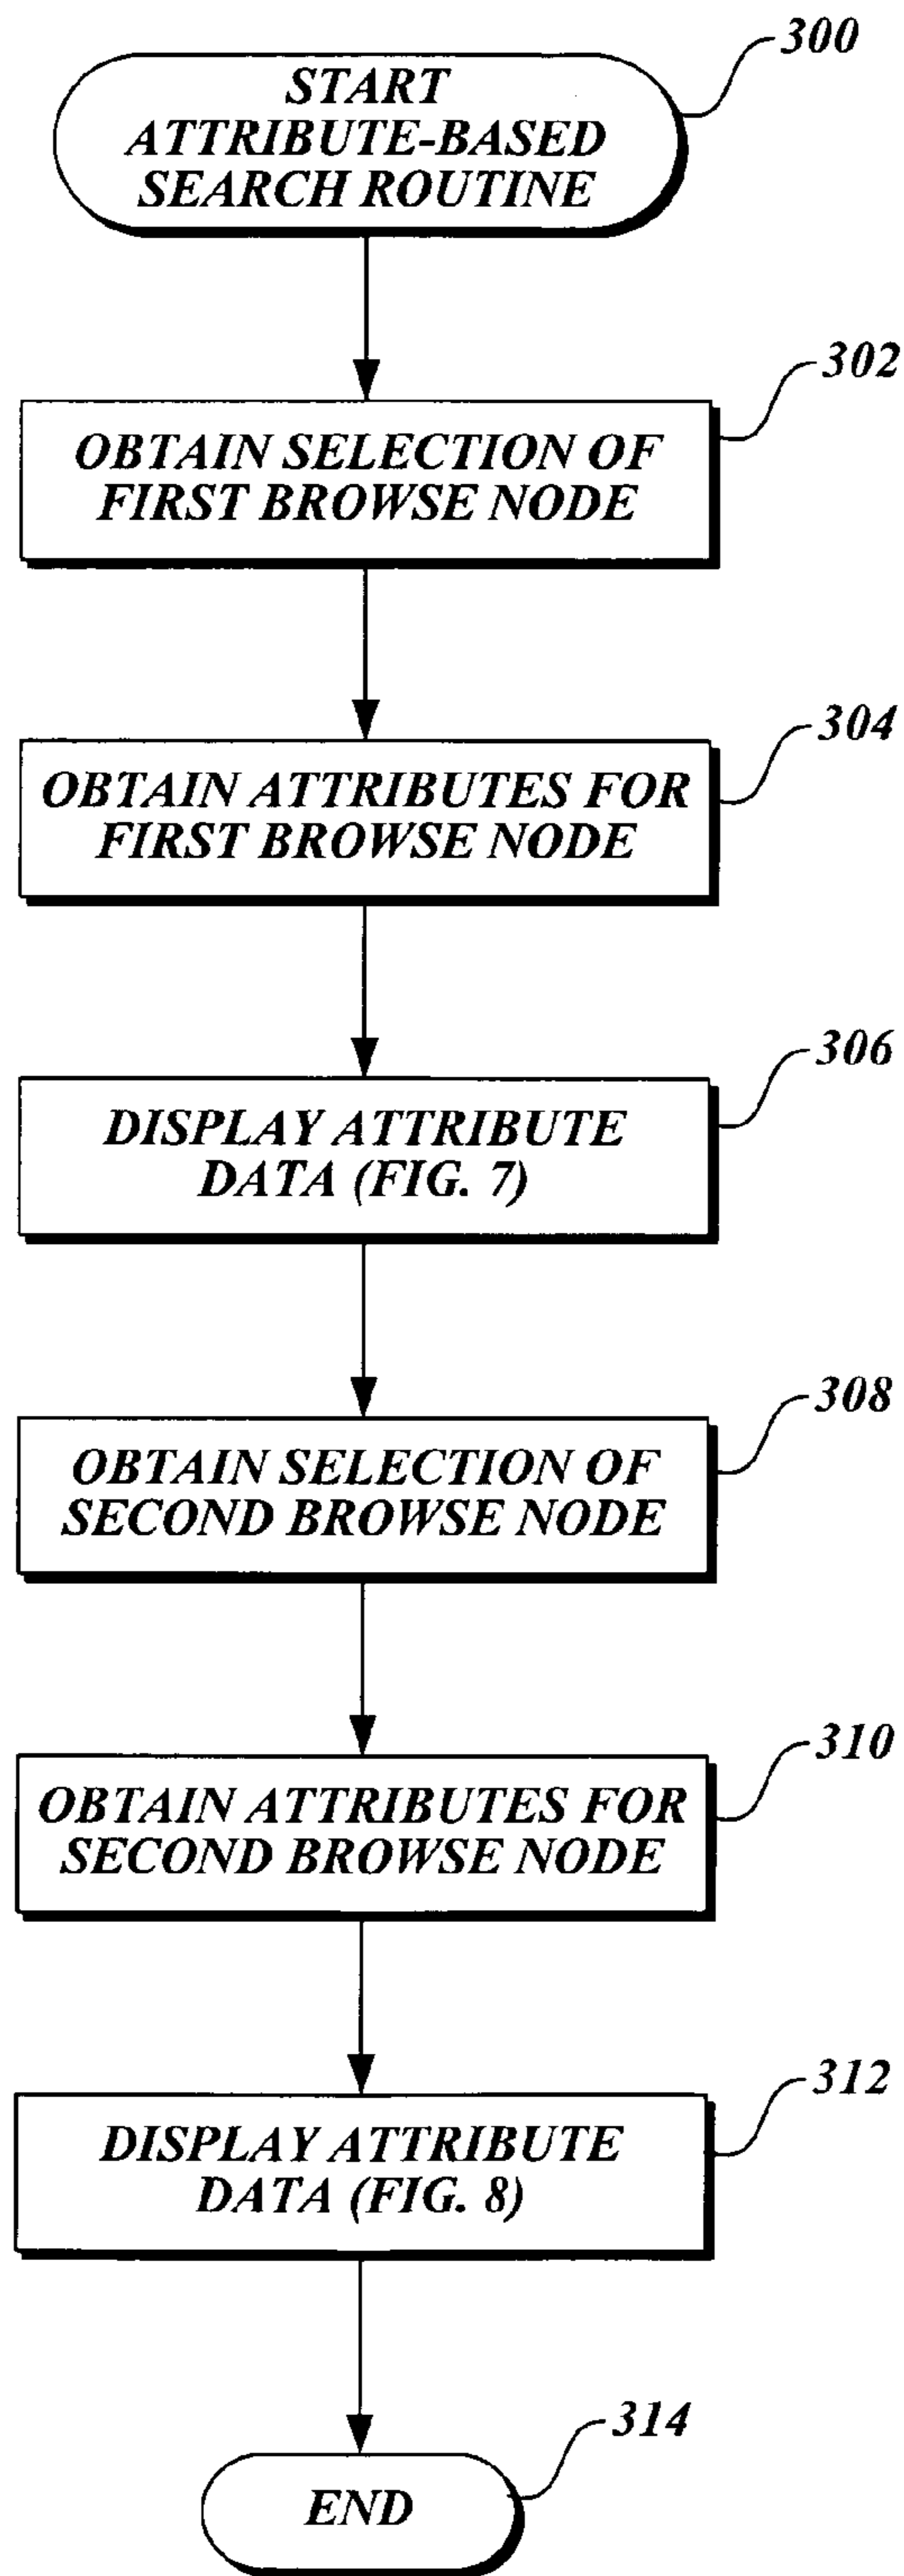 300
START
ATTRIBUTE-BASED
SEARCH ROUTINE
302
OBTAIN SELECTION OF
FIRST BROWSE NODE
304
OBTAIN ATTRIBUTES FOR
FIRST BROWSE NODE
306
DISPLAY ATTRIBUTE
DATA (FIG. 7)
308
OBTAIN SELECTION OF
SECOND BROWSE NODE
310
OBTAIN ATTRIBUTES FOR
SECOND BROWSE NODE
312
DISPLAY ATTRIBUTE
DATA (FIG. 8)
314
END